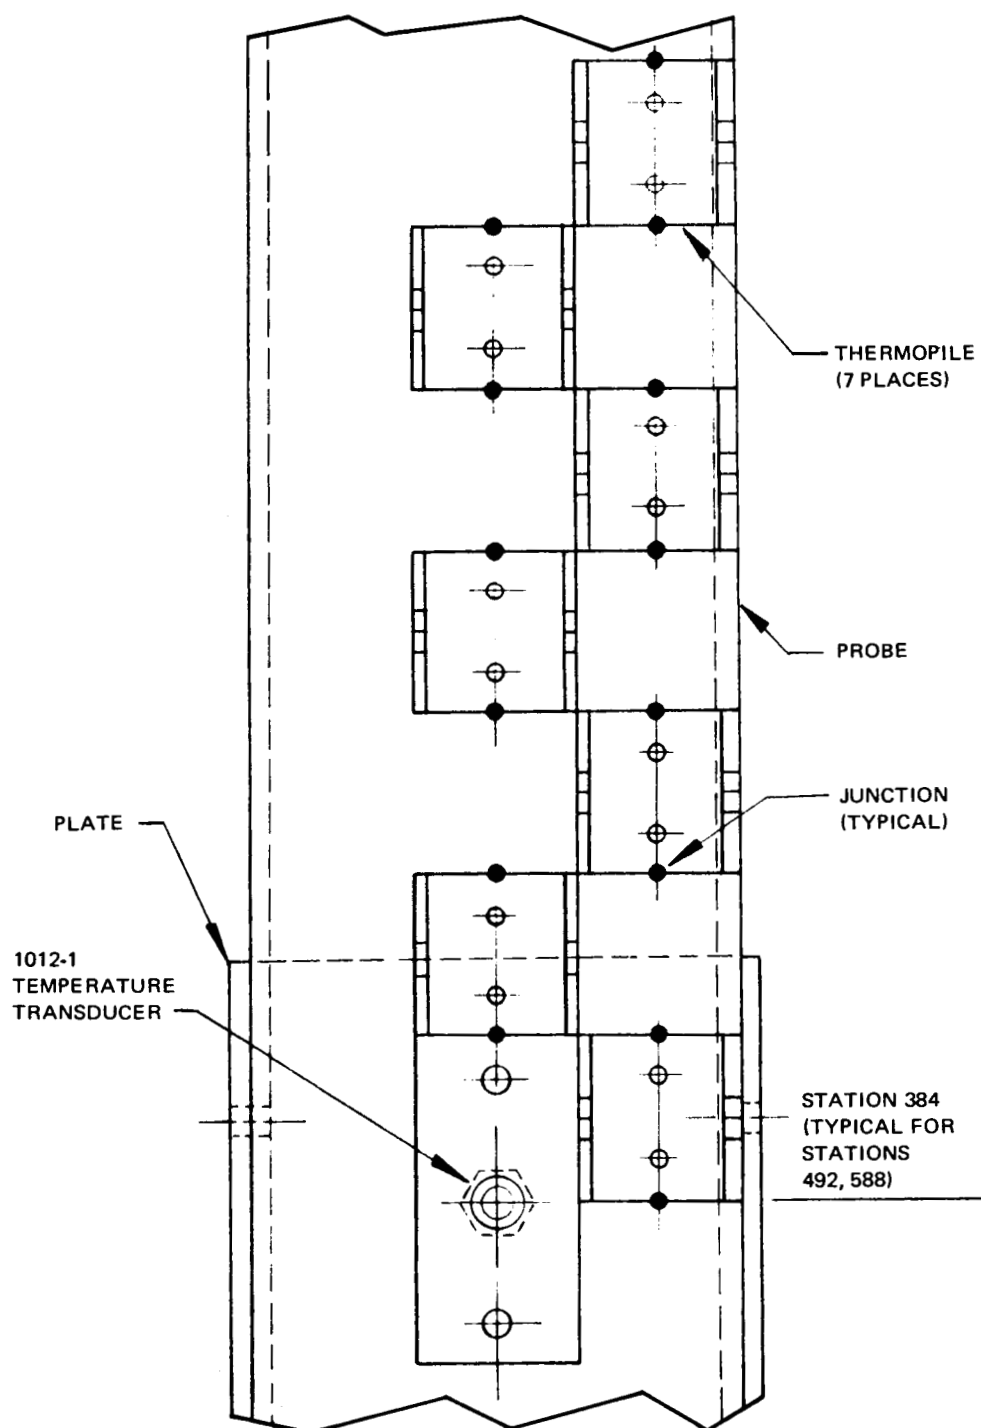 THERMOPILE
(7 PLACES)
PROBE
JUNCTION
(TYPICAL)
PLATE
1012-1
TEMPERATURE
TRANSDUCER
STATION 384
(TYPICAL FOR
STATIONS
492, 588)